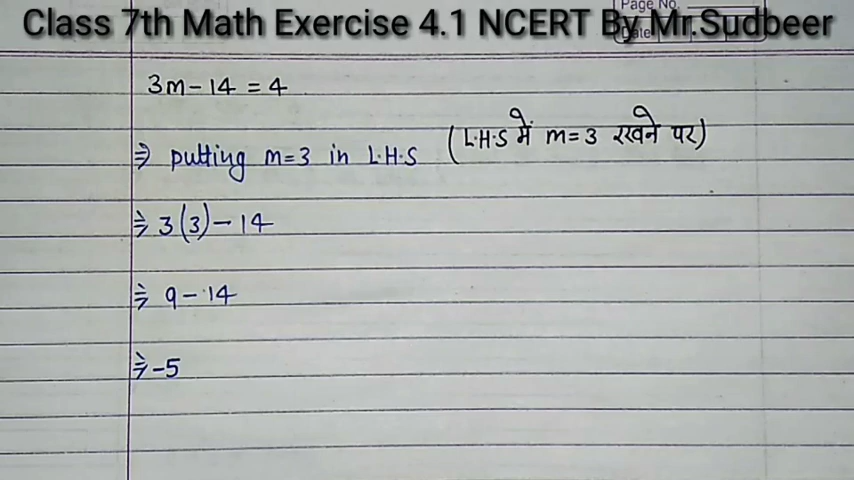 Class 7th Math Exercise 4.1 NCERT By Mr.Sudbeer
Page No.
Date
3m - 14 = 4
⇒ putting m=3 in L.H.S (L.H.S में m=3 रखने पर)
⇒ 3(3) - 14
⇒ 9 - 14
⇒ -5